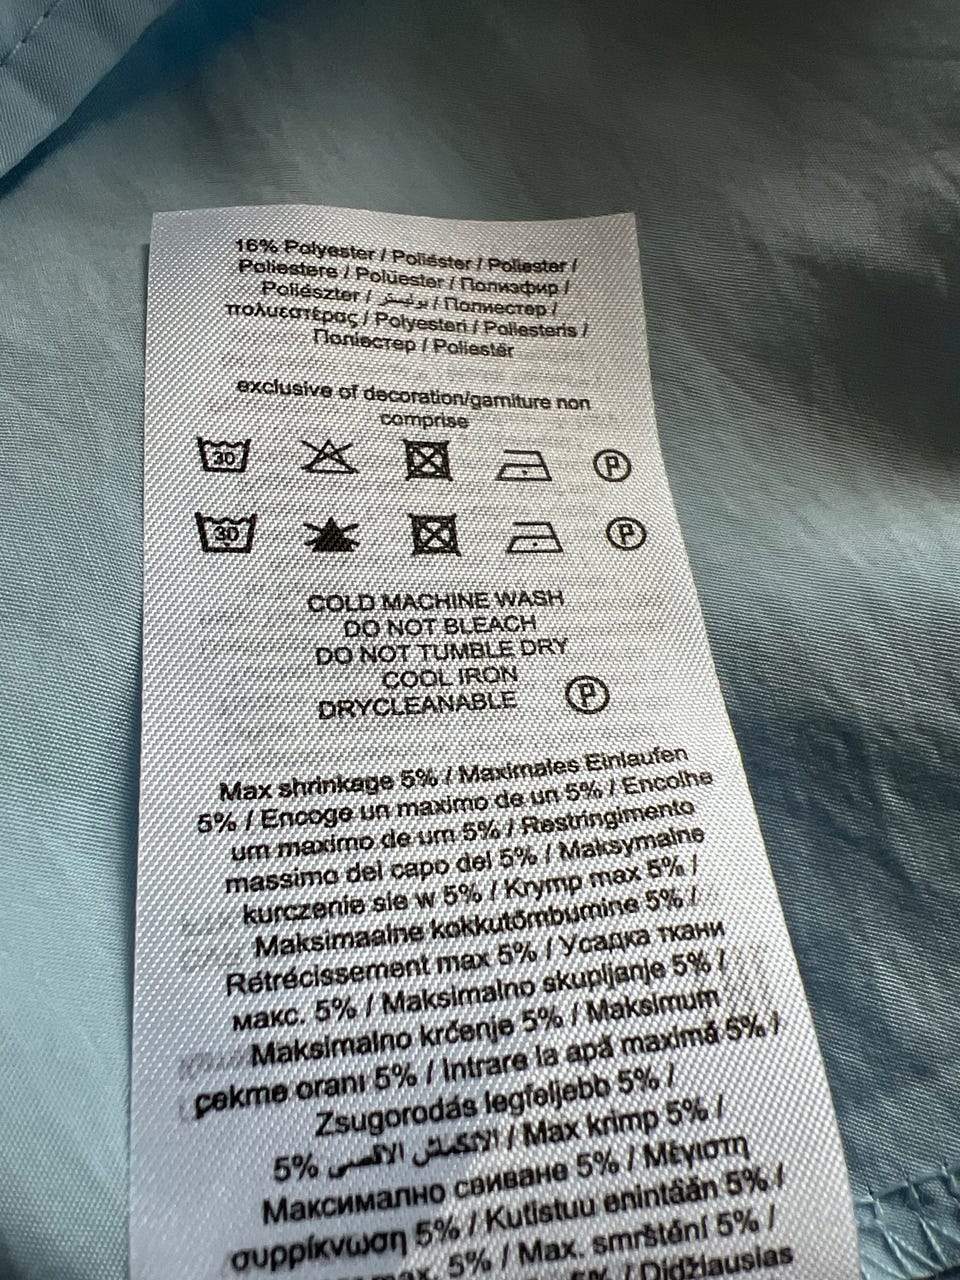 16% Polyester / Poliéster / Poliester /
Poliestere / Polüester / Полиэфир /
Poliészter / بوليستر / Полиестер /
πολυεστέρας / Polyesteri / Poliesteris /
Поліестер / Poliestér
exclusive of decoration/garniture non
comprise
30 P
30 P
COLD MACHINE WASH
DO NOT BLEACH
DO NOT TUMBLE DRY
COOL IRON
DRYCLEANABLE P
Max shrinkage 5% / Maximales Einlaufen
5% / Encoge un maximo de un 5% / Encolhe
um maximo de um 5% / Restringimento
massimo del capo del 5% / Maksymalne
kurczenie sie w 5% / Krymp max 5% /
Maksimaalne kokkutõmbumine 5% /
Rétrécissement max 5% / Усадка ткани
макс. 5% / Maksimalno skupljanje 5% /
Maksimalno krčenje 5% / Maksimum
çekme oranı 5% / Intrare la apă maximă 5% /
Zsugorodás legfeljebb 5% /
5% الانكماش الأقصى / Max krimp 5% /
Максимално свиване 5% / Μέγιστη
συρρίκνωση 5% / Kutistuu enintään 5% /
max. 5% / Max. smrštění 5% /
5% / Didžiausias